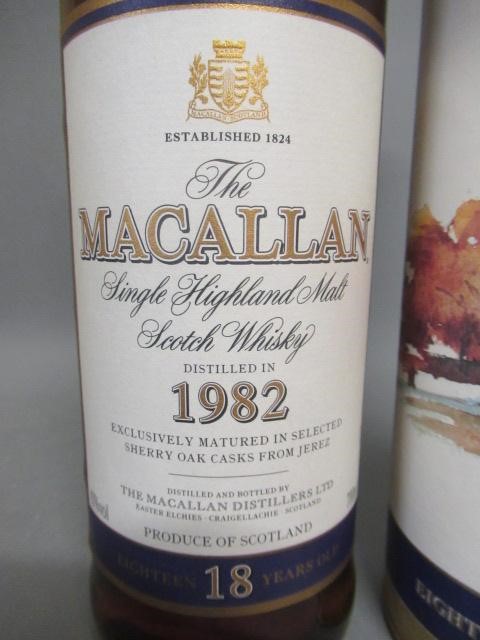 MACALLAN · SCOTLAND
ESTABLISHED 1824
The
MACALLAN
Single Highland Malt
Scotch Whisky
DISTILLED IN
1982
EXCLUSIVELY MATURED IN SELECTED
SHERRY OAK CASKS FROM JEREZ
DISTILLED AND BOTTLED BY
THE MACALLAN DISTILLERS LTD
EASTER ELCHIES · CRAIGELLACHIE · SCOTLAND
PRODUCE OF SCOTLAND
EIGHTEEN 18 YEARS OLD